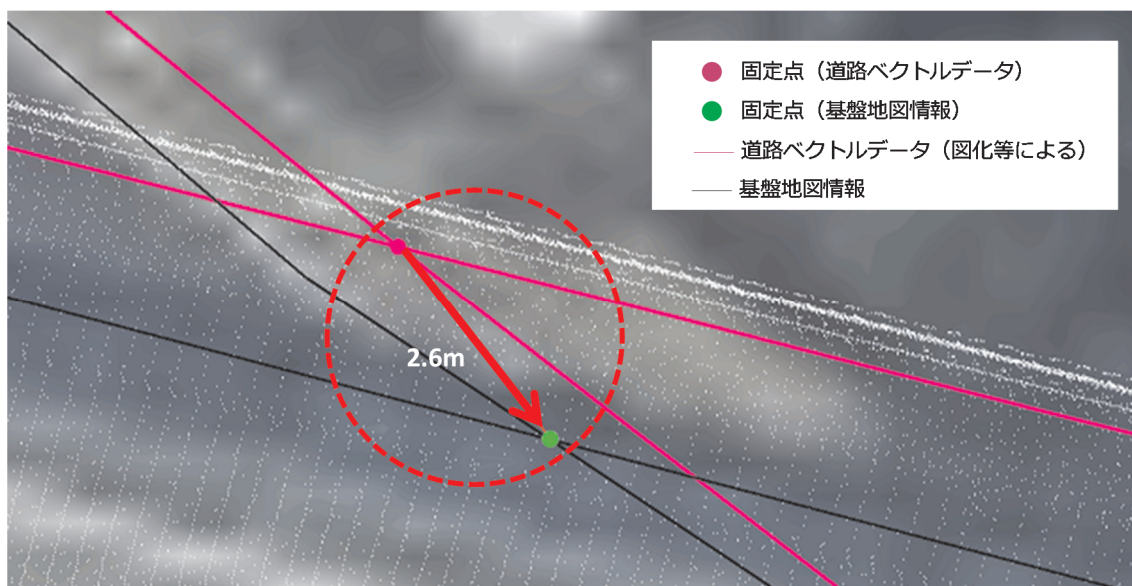 固定点（道路ベクトルデータ）
固定点（基盤地図情報）
道路ベクトルデータ（図化等による）
基盤地図情報
2.6m